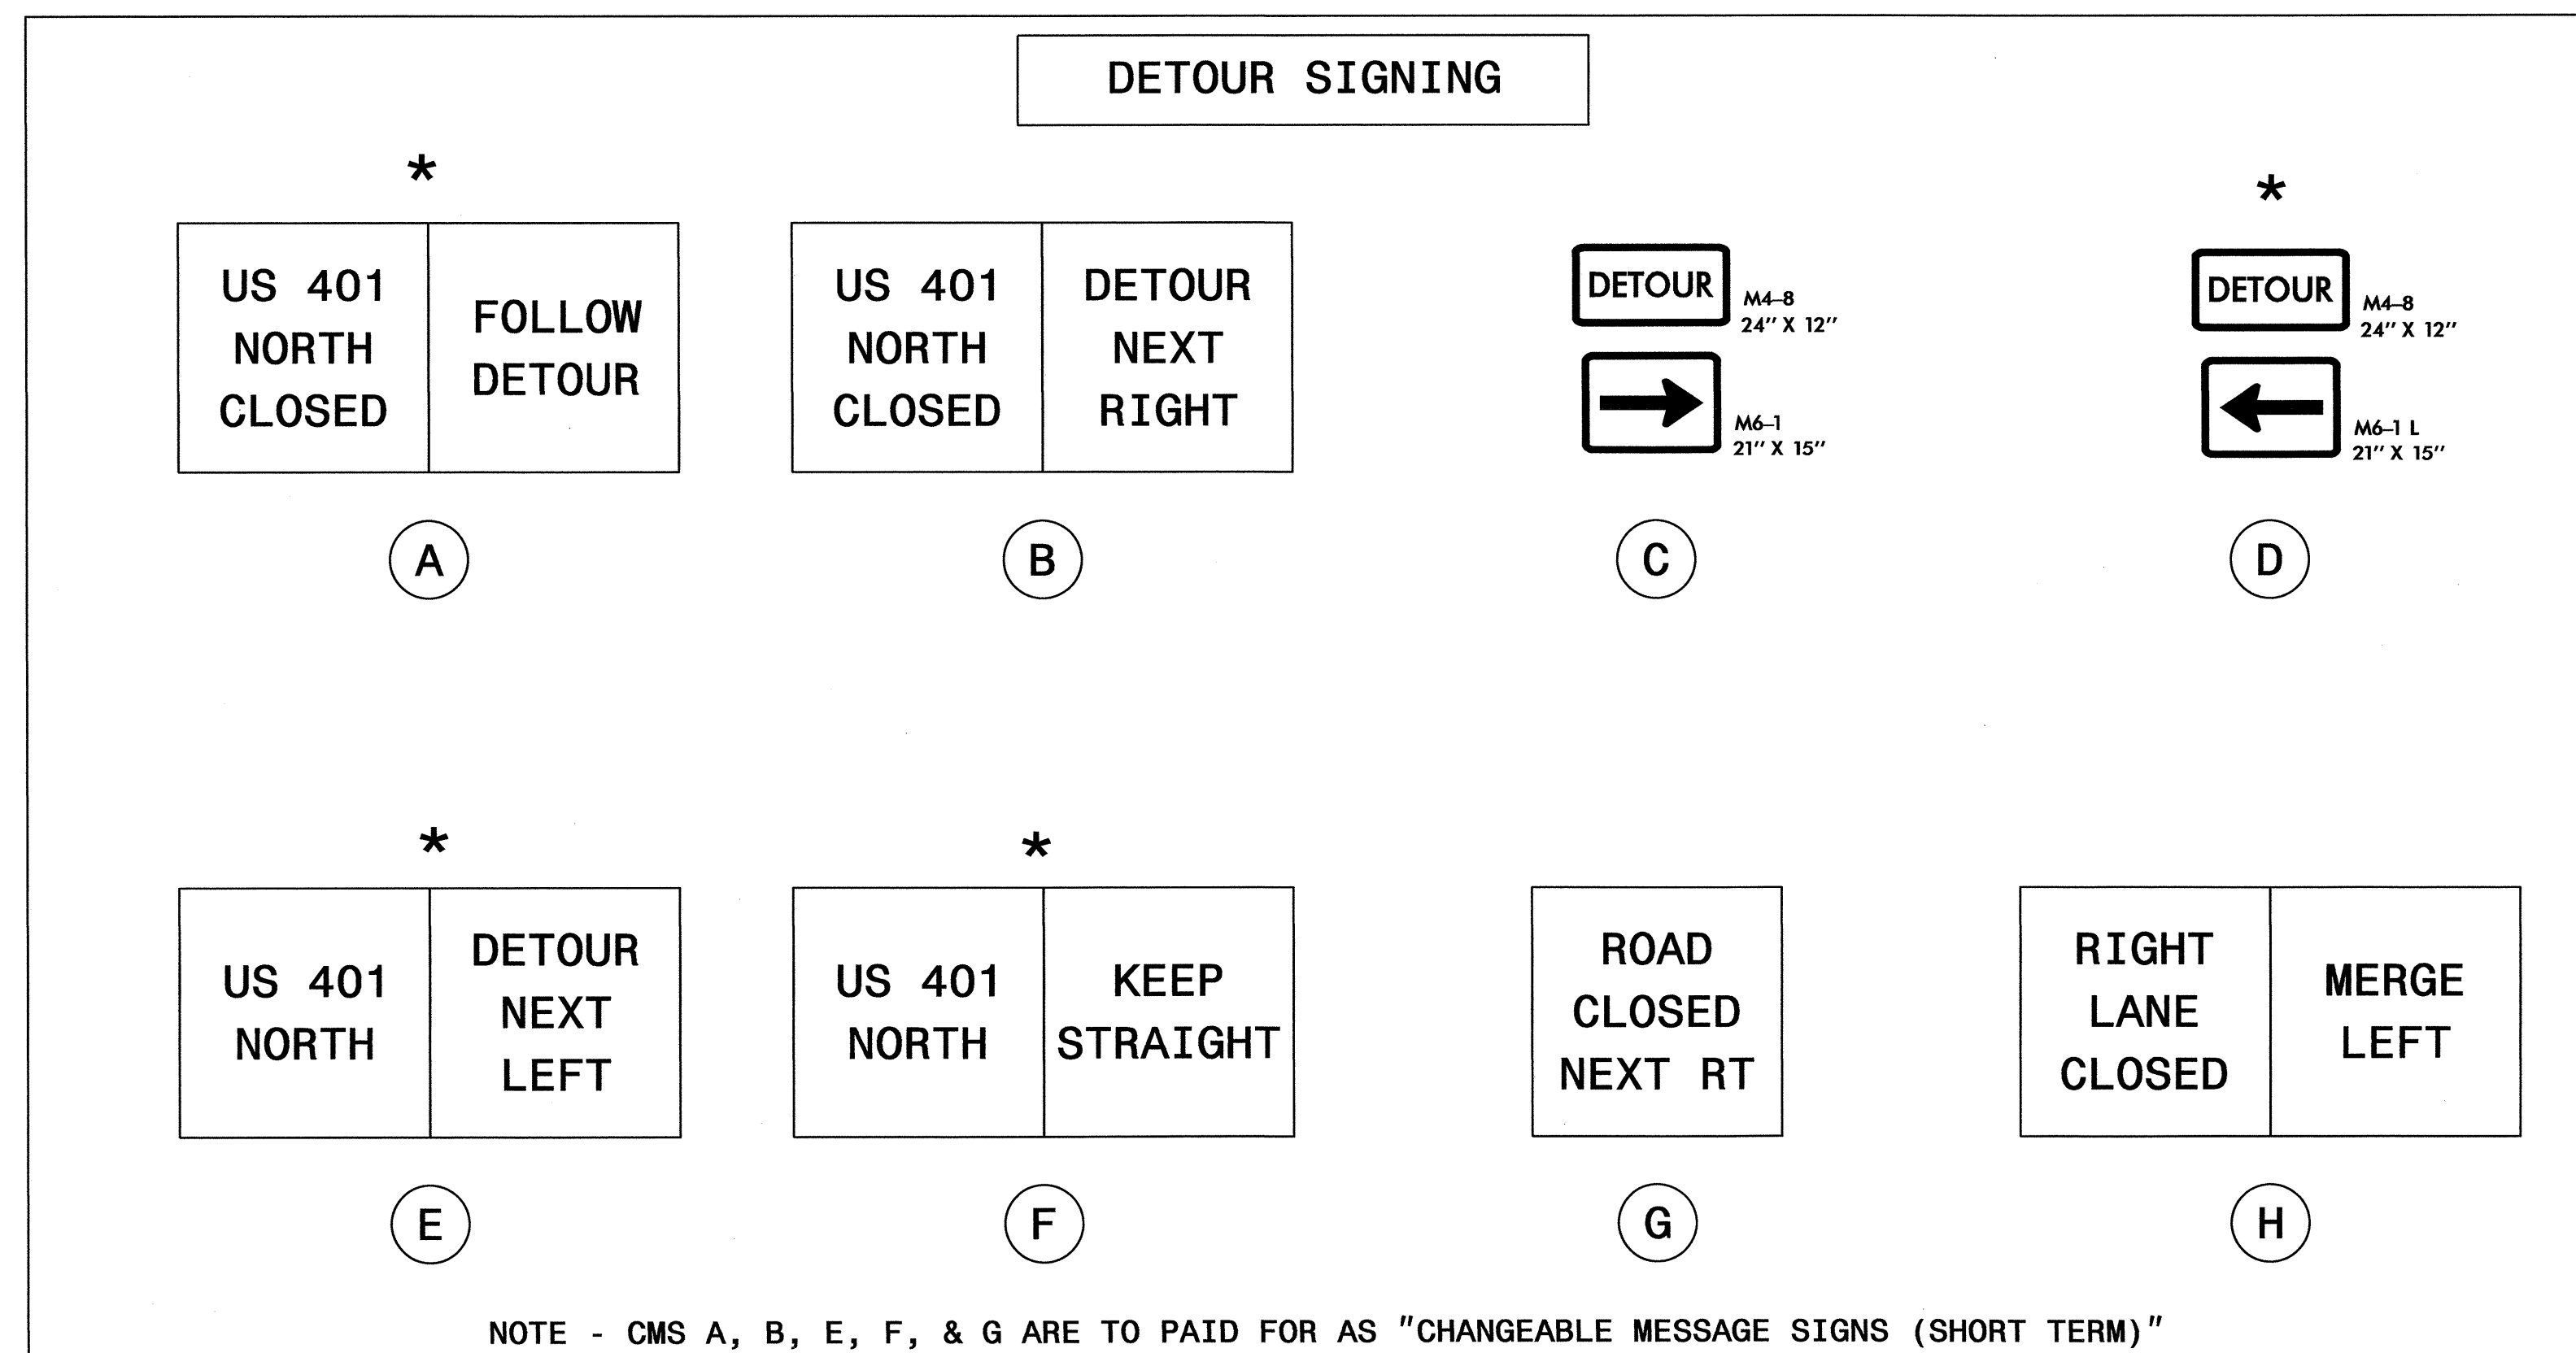 DETOUR SIGNING
*
US 401
NORTH
CLOSED
FOLLOW
DETOUR
A
US 401
NORTH
CLOSED
DETOUR
NEXT
RIGHT
B
DETOUR
M4-8
24" X 12"
M6-1
21" X 15"
C
*
DETOUR
M4-8
24" X 12"
M6-1 L
21" X 15"
D
*
US 401
NORTH
DETOUR
NEXT
LEFT
E
*
US 401
NORTH
KEEP
STRAIGHT
F
ROAD
CLOSED
NEXT RT
G
RIGHT
LANE
CLOSED
MERGE
LEFT
H
NOTE - CMS A, B, E, F, & G ARE TO PAID FOR AS "CHANGEABLE MESSAGE SIGNS (SHORT TERM)"